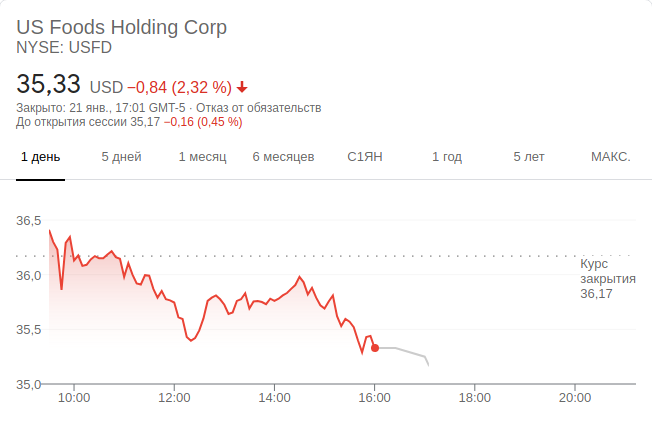 US Foods Holding Corp
NYSE: USFD
35,33 USD −0,84 (2,32 %)
Закрыто: 21 янв., 17:01 GMT-5 · Отказ от обязательств
До открытия сессии 35,17 −0,16 (0,45 %)
1 день 5 дней 1 месяц 6 месяцев С1ЯН 1 год 5 лет МАКС.
36,5
36,0
35,5
35,0
Курс
закрытия
36,17
10:00 12:00 14:00 16:00 18:00 20:00